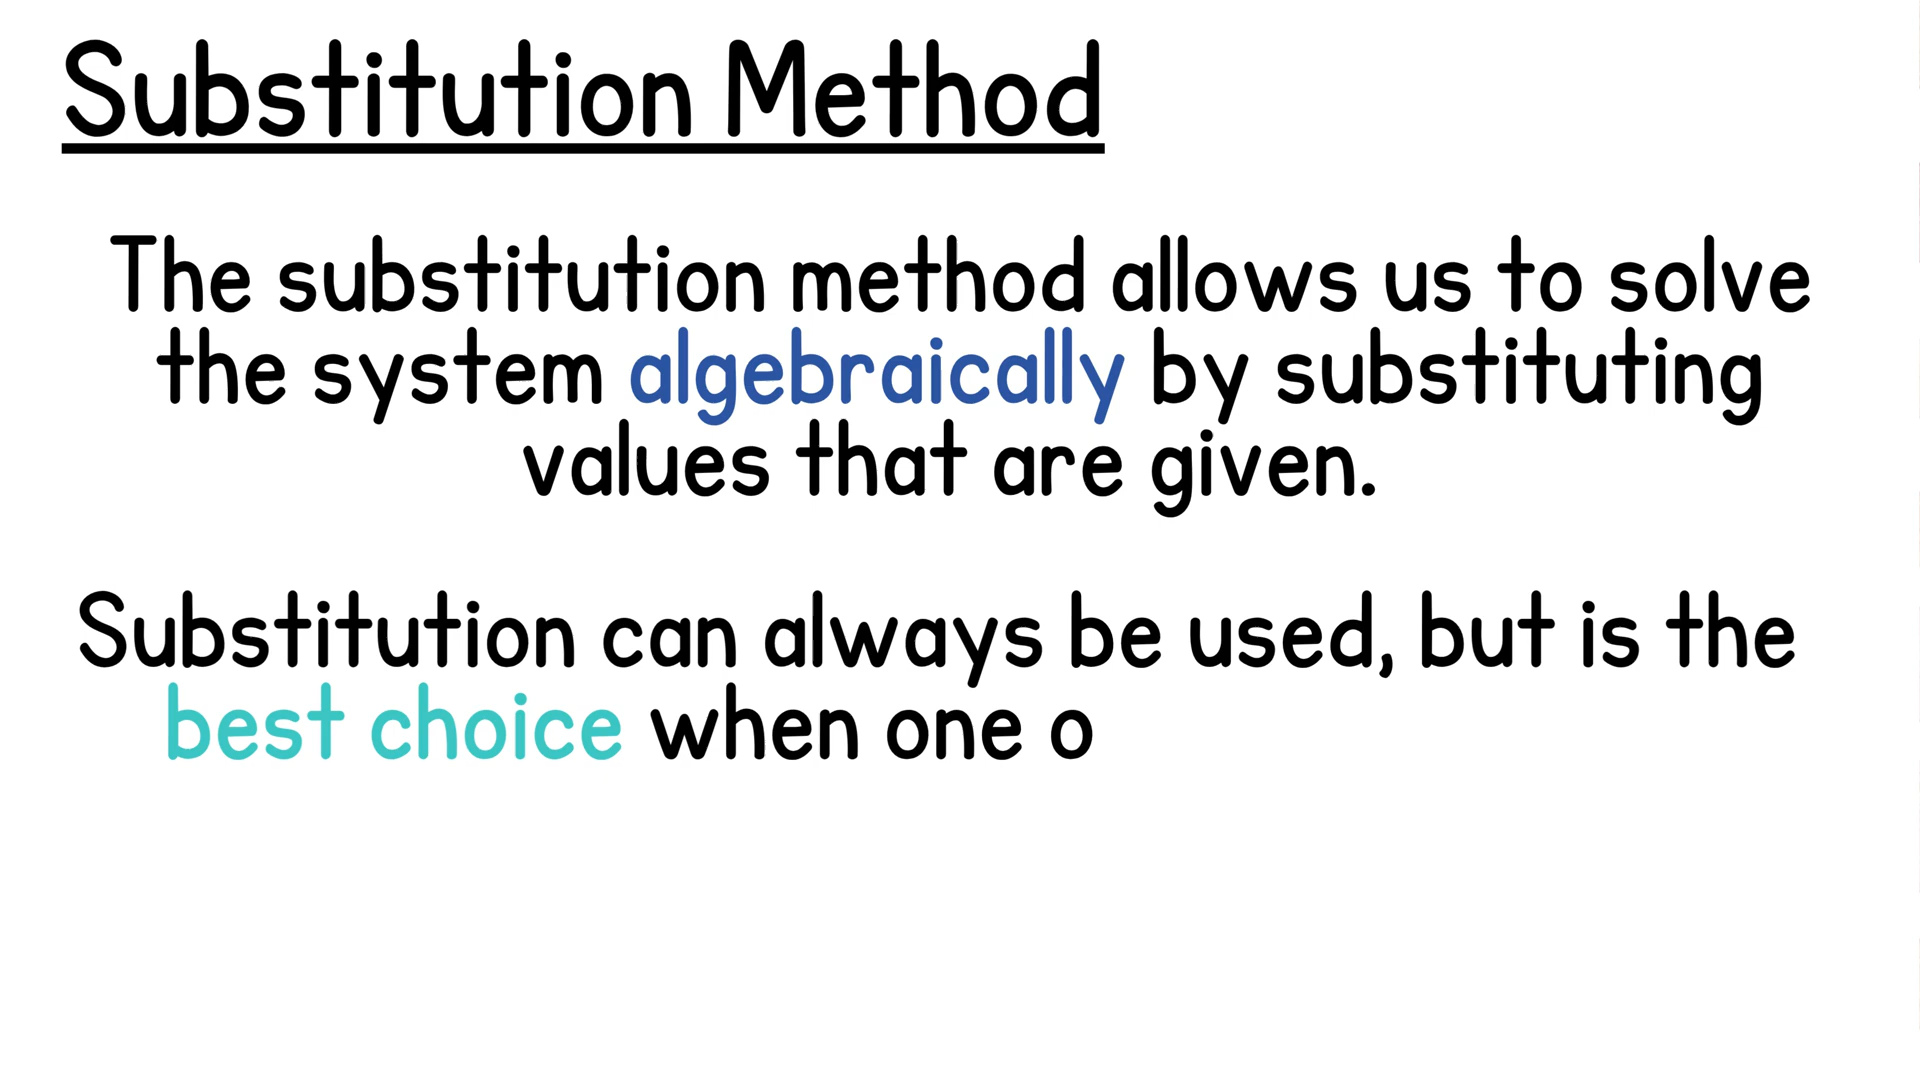 Substitution Method
The substitution method allows us to solve
the system algebraically by substituting
values that are given.
Substitution can always be used, but is the
best choice when one o